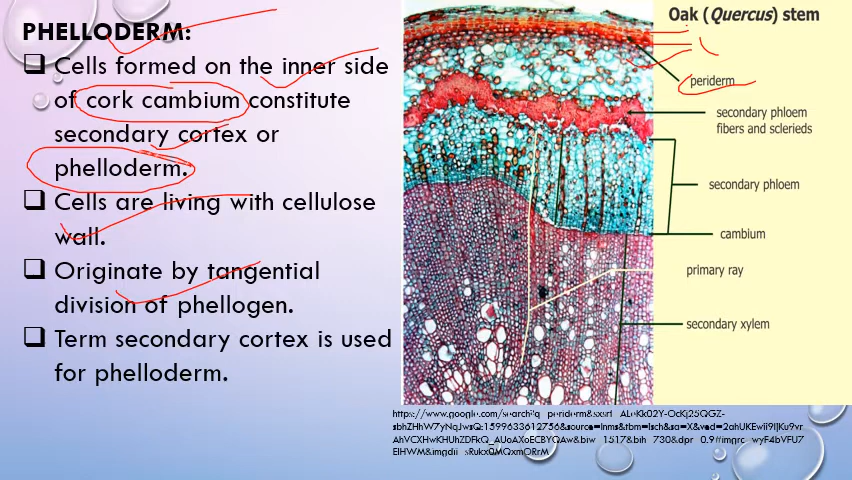 PHELLODERM:
❑ Cells formed on the inner side
of cork cambium constitute
secondary cortex or
phelloderm.
❑ Cells are living with cellulose
wall.
❑ Originate by tangential
division of phellogen.
❑ Term secondary cortex is used
for phelloderm.
Oak (Quercus) stem
periderm
secondary phloem
fibers and sclerieds
secondary phloem
cambium
primary ray
secondary xylem